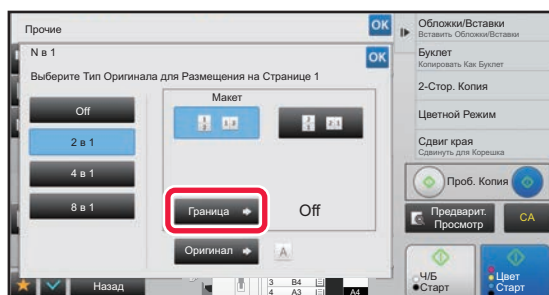 Прочие
OK
N в 1
OK
Выберите Тип Оригинала для Размещения на Странице 1
Off
2 в 1
4 в 1
8 в 1
Макет
Граница
Off
Оригинал
A
Назад
3 B4
4 A3
A4
Обложки/Вставки
Вставить Обложки/Вставки
Буклет
Копировать Как Буклет
2-Стор. Копия
Цветной Режим
Сдвиг края
Сдвинуть для Корешка
Проб. Копия
Предварит.
Просмотр
CA
Ч/Б
Старт
Цвет
Старт